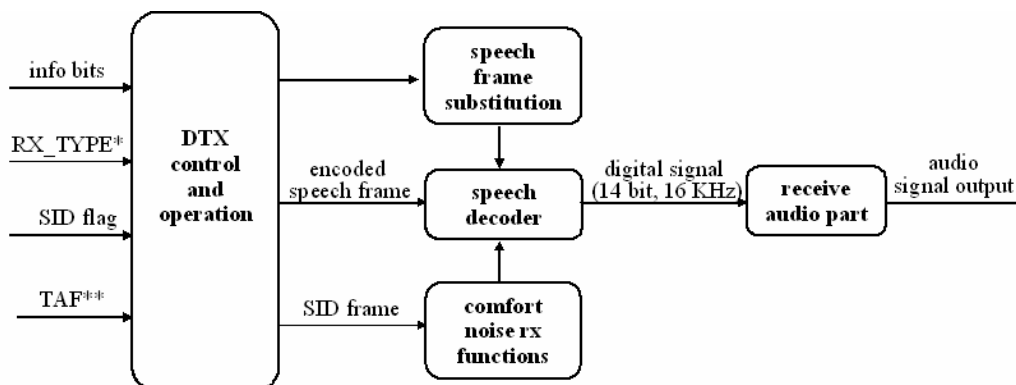 info bits
RX_TYPE*
SID flag
TAF**
DTX
control
and
operation
speech
frame
substitution
encoded
speech frame
speech
decoder
digital signal
(14 bit, 16 KHz)
receive
audio part
audio
signal output
SID frame
comfort
noise rx
functions